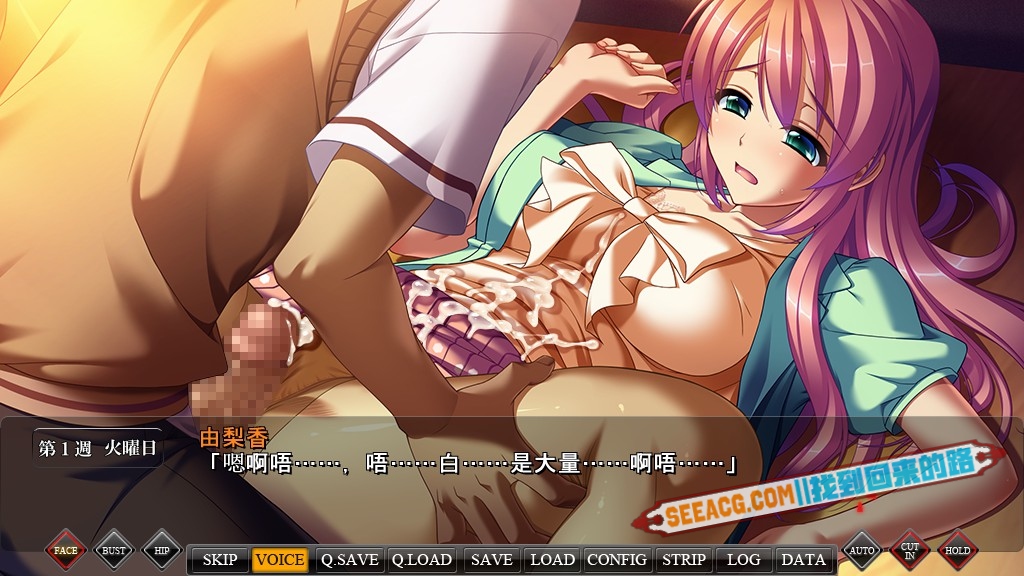 由梨香
第1週 火曜日
「嗯啊唔……，唔……白……是大量……啊唔……」
SEEACG.COM||找到回来的路
FACE
BUST
HIP
SKIP
VOICE
Q.SAVE
Q.LOAD
SAVE
LOAD
CONFIG
STRIP
LOG
DATA
AUTO
CUT IN
HOLD